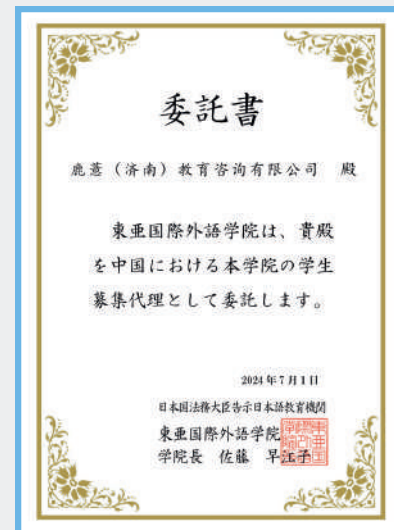 委託書
鹿薏（济南）教育咨询有限公司　殿
東亜国際外語学院は、貴殿
を中国における本学院の学生
募集代理として委託します。
2024年7月1日
日本国法務大臣告示日本語教育機関
東亜国際外語学院
学院長　佐藤　早江子